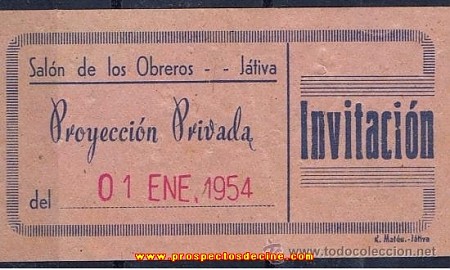 Salón de los Obreros - - Játiva
Proyección Privada
del 01 ENE. 1954
Invitación
L. Matéu.-Játiva
www.prospectosdecine.com
www.todocoleccion.net